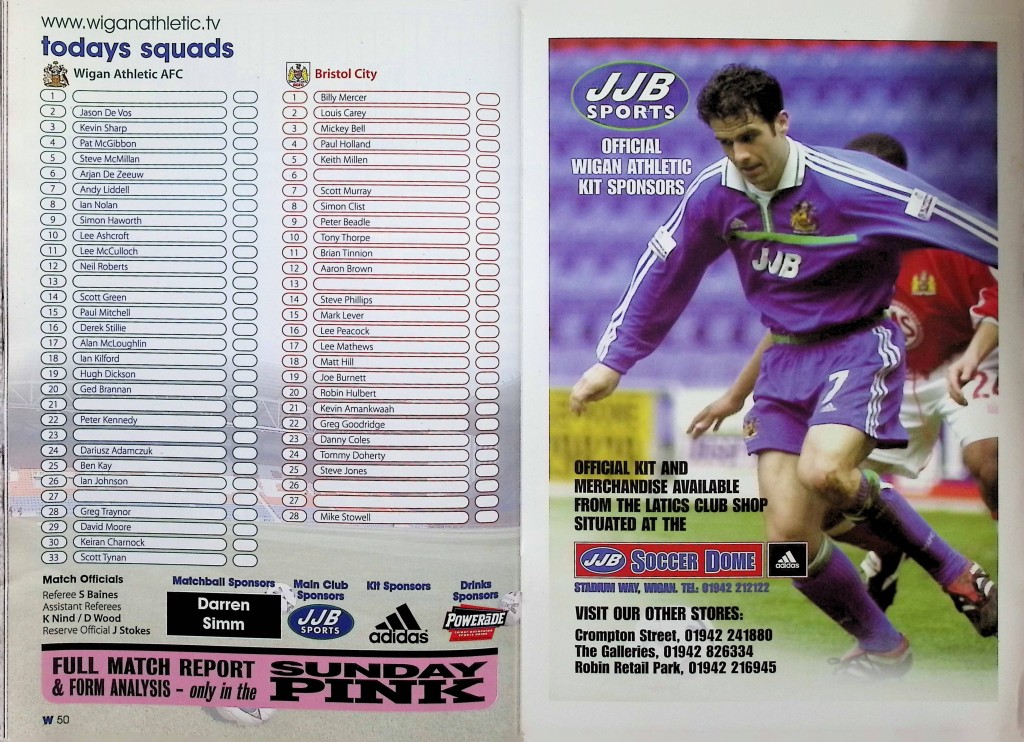 www.wiganathletic.tv
todays squads
Wigan Athletic AFC
1
2 Jason De Vos
3 Kevin Sharp
4 Pat McGibbon
5 Steve McMillan
6 Arjan De Zeeuw
7 Andy Liddell
8 Ian Nolan
9 Simon Haworth
10 Lee Ashcroft
11 Lee McCulloch
12 Neil Roberts
13
14 Scott Green
15 Paul Mitchell
16 Derek Stillie
17 Alan McLoughlin
18 Ian Kilford
19 Hugh Dickson
20 Ged Brannan
21
22 Peter Kennedy
23
24 Dariusz Adamczuk
25 Ben Kay
26 Ian Johnson
27
28 Greg Traynor
29 David Moore
30 Keiran Charnock
33 Scott Tynan
Bristol City
1 Billy Mercer
2 Louis Carey
3 Mickey Bell
4 Paul Holland
5 Keith Millen
6
7 Scott Murray
8 Simon Clist
9 Peter Beadle
10 Tony Thorpe
11 Brian Tinnion
12 Aaron Brown
13
14 Steve Phillips
15 Mark Lever
16 Lee Peacock
17 Lee Mathews
18 Matt Hill
19 Joe Burnett
20 Robin Hulbert
21 Kevin Amankwaah
22 Greg Goodridge
23 Danny Coles
24 Tommy Doherty
25 Steve Jones
26
27
28 Mike Stowell
Match Officials
Referee S Baines
Assistant Referees
K Nind / D Wood
Reserve Official J Stokes
Matchball Sponsors
Darren
Simm
Main Club
Sponsors
JJB
SPORTS
Kit Sponsors
adidas
Drinks
Sponsors
POWERADE
FULL MATCH REPORT
& FORM ANALYSIS - only in the
SUNDAY
PINK
W 50
JJB
SPORTS
OFFICIAL
WIGAN ATHLETIC
KIT SPONSORS
JJB
7
OFFICIAL KIT AND
MERCHANDISE AVAILABLE
FROM THE LATICS CLUB SHOP
SITUATED AT THE
JJB SOCCER DOME
adidas
STADIUM WAY, WIGAN. TEL: 01942 212122
VISIT OUR OTHER STORES:
Crompton Street, 01942 241880
The Galleries, 01942 826334
Robin Retail Park, 01942 216945